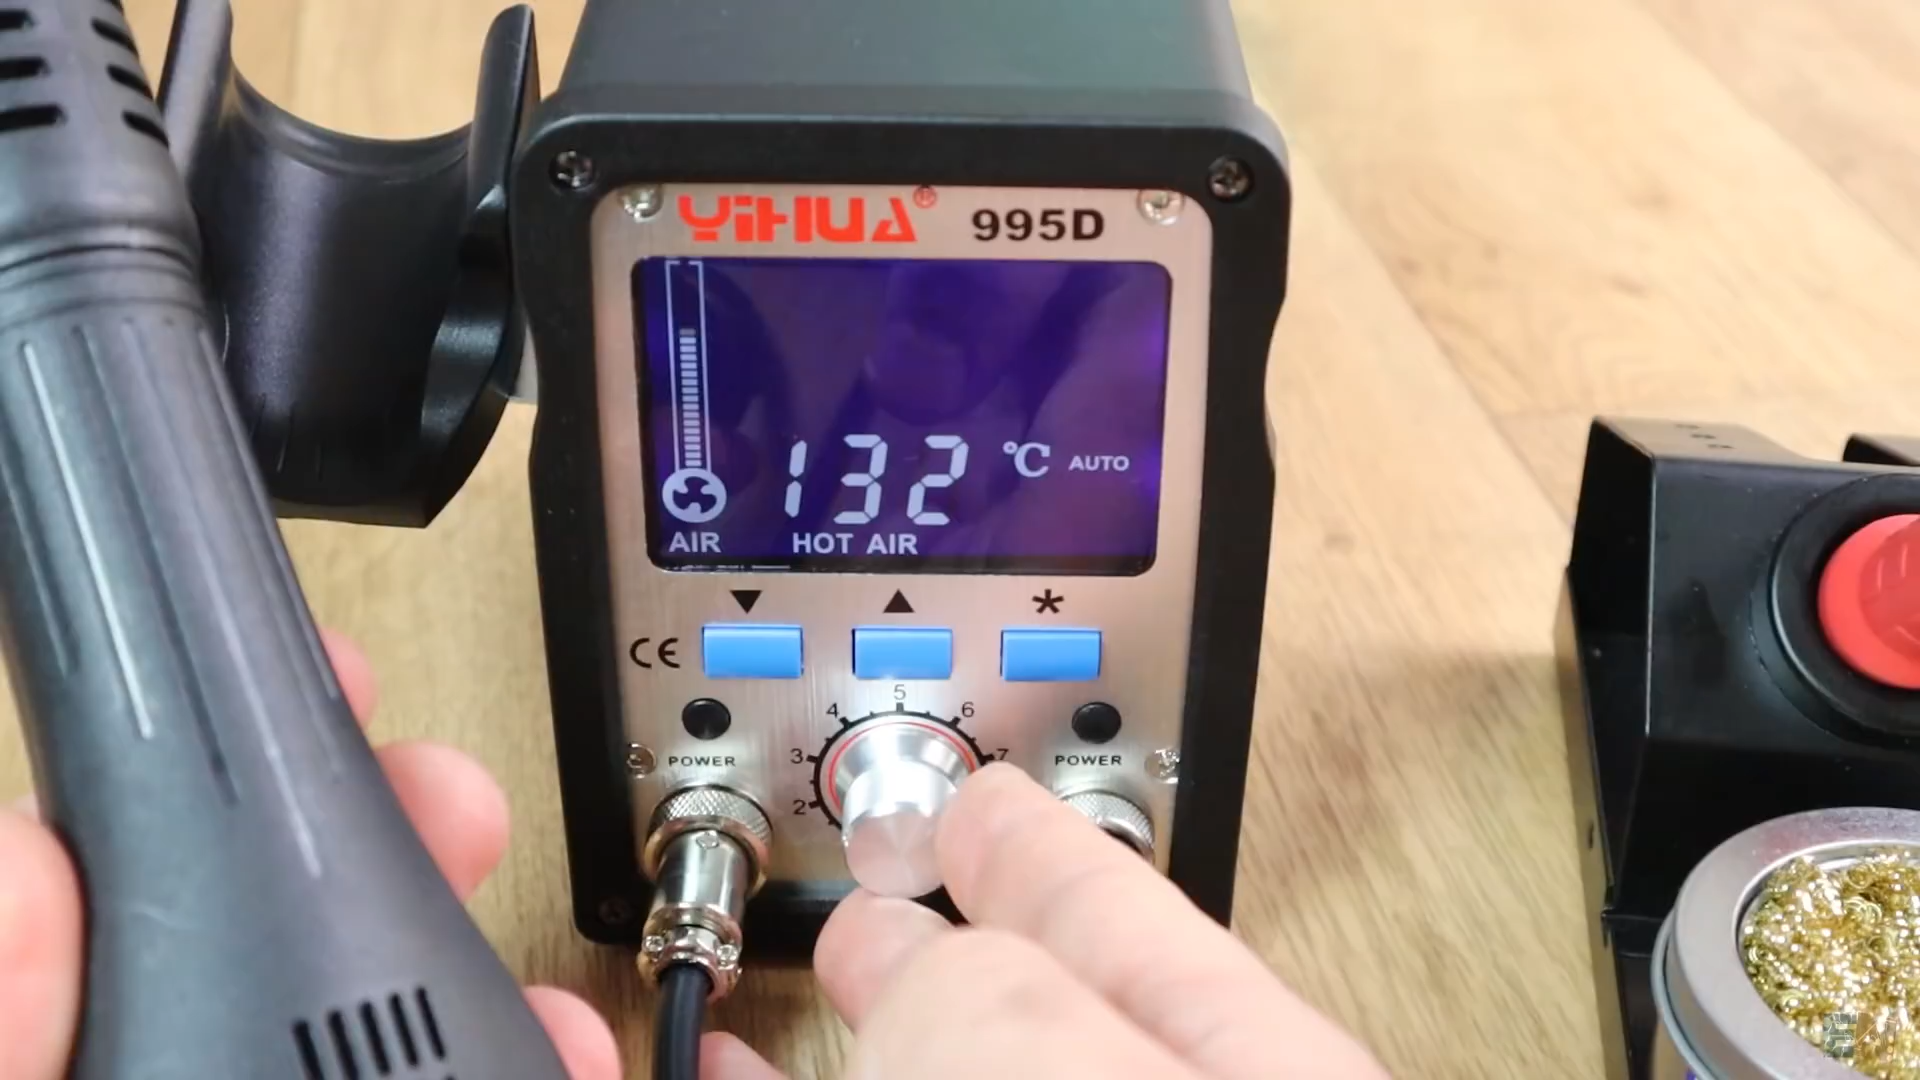 YiHUA® 995D
132 °C AUTO
AIR HOT AIR
▼ ▲ *
CE
5
4 6
3 7
POWER POWER
2